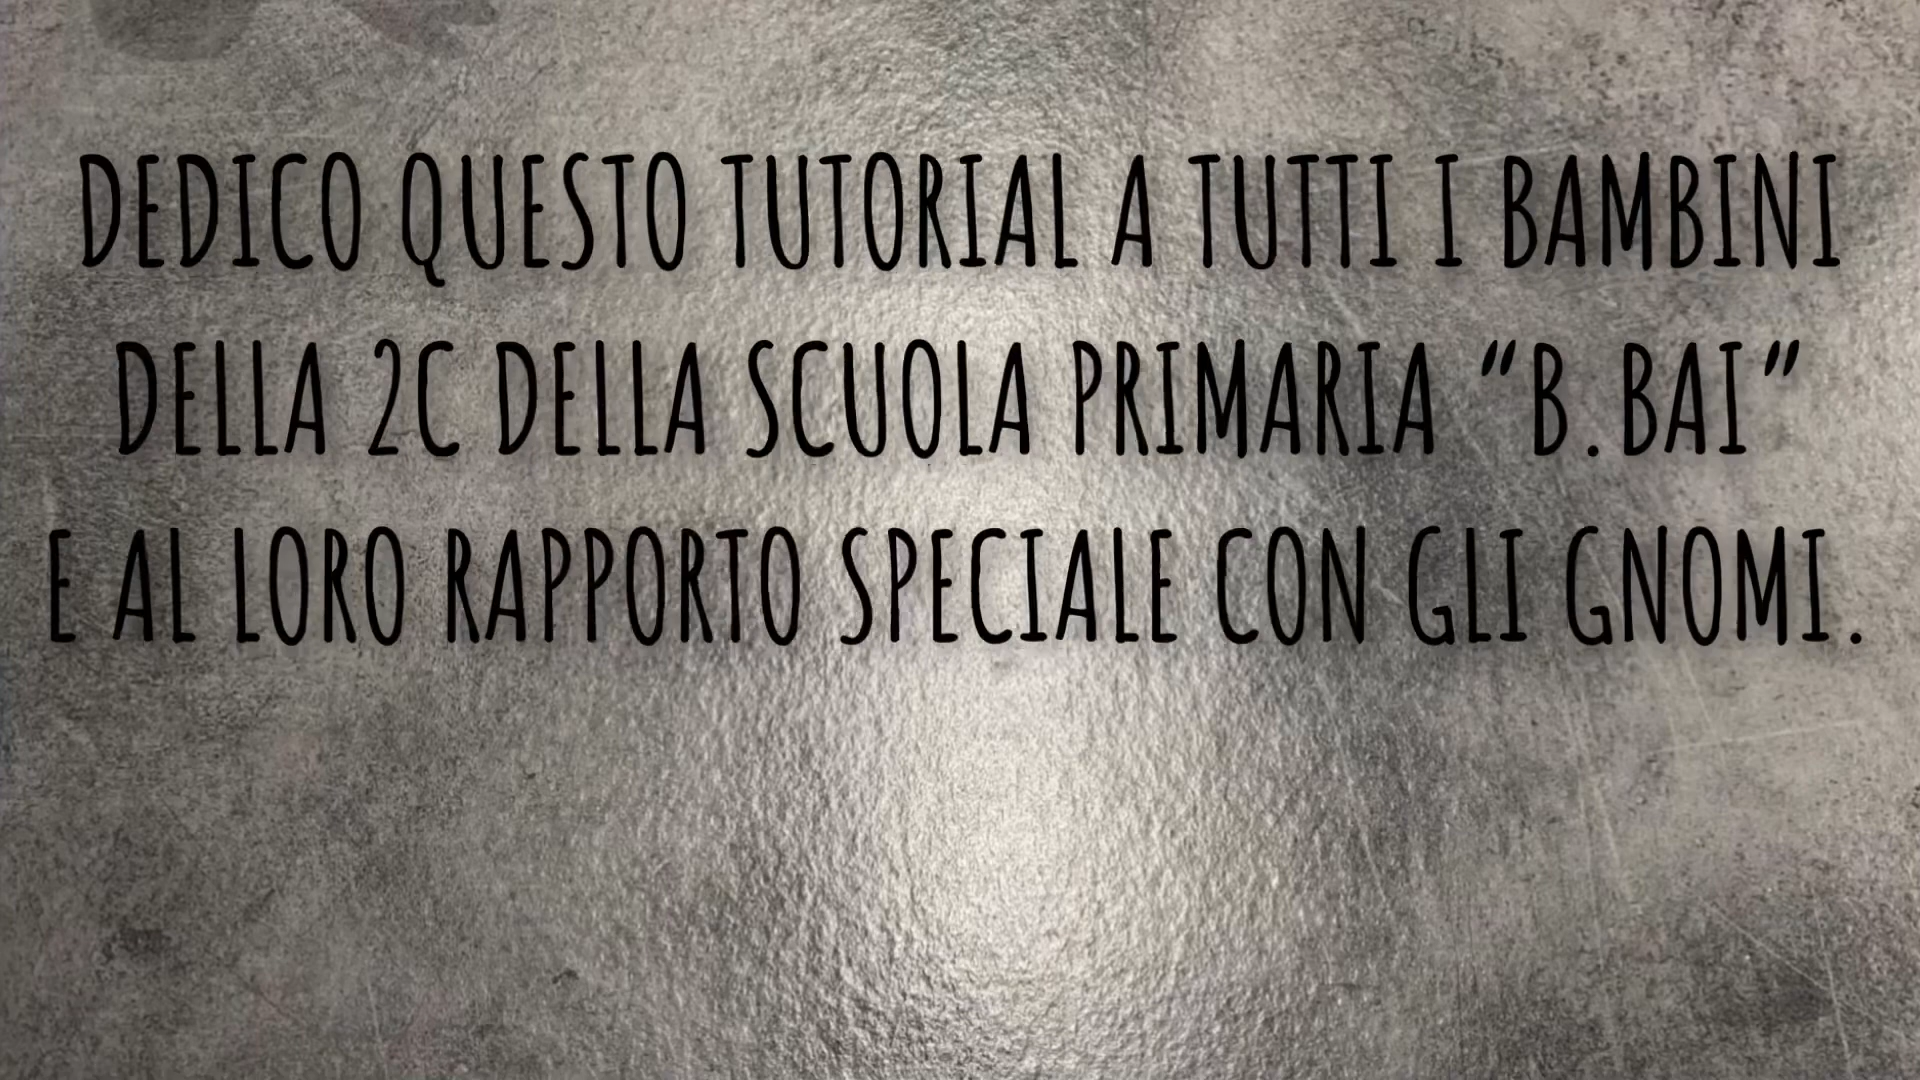 DEDICO QUESTO TUTORIAL A TUTTI I BAMBINI
DELLA 2C DELLA SCUOLA PRIMARIA “B.BAI”
E AL LORO RAPPORTO SPECIALE CON GLI GNOMI.